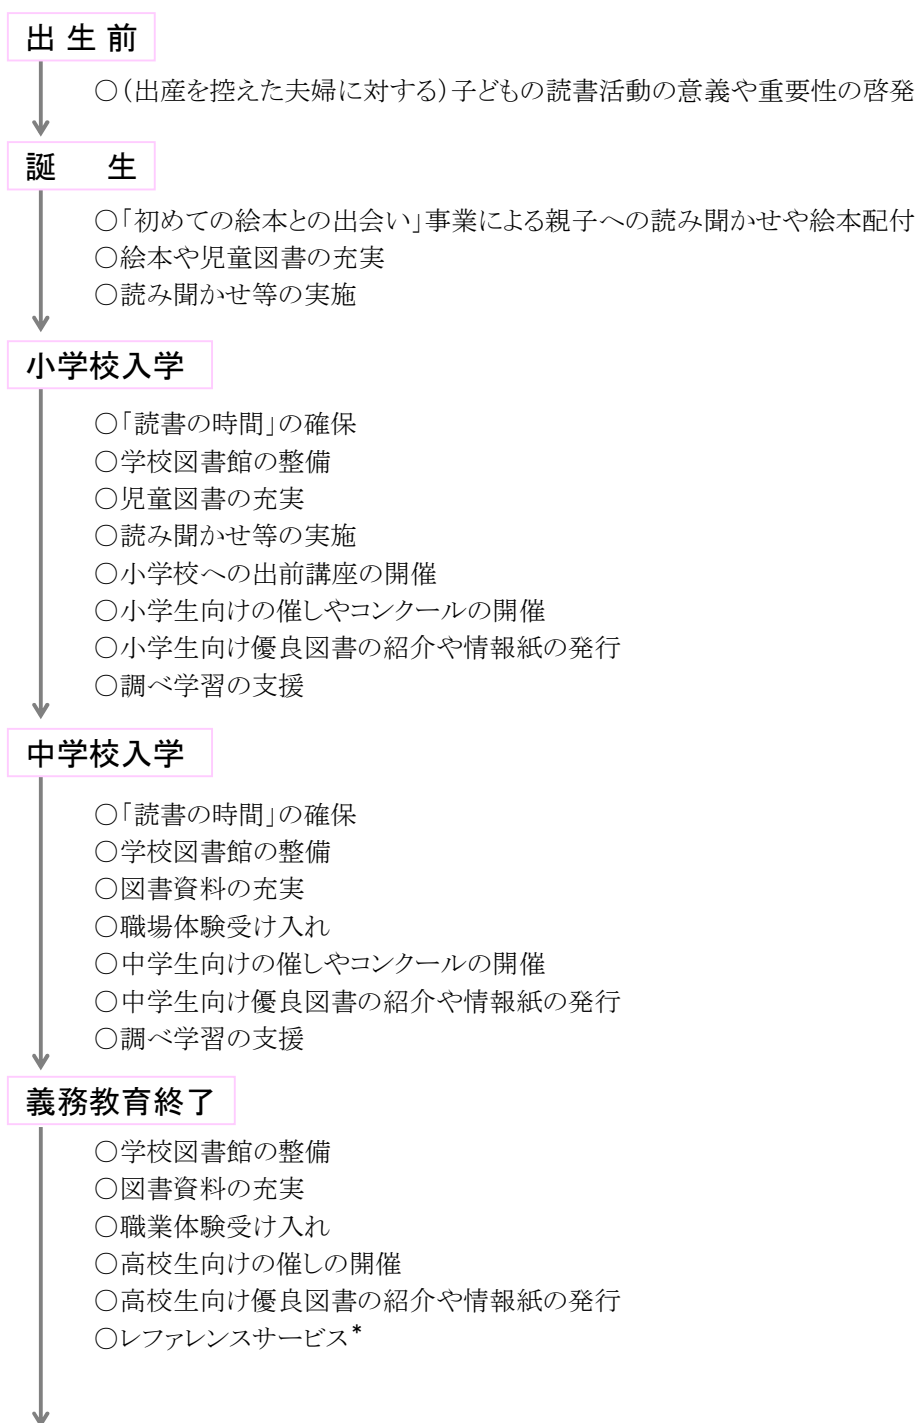 出 生 前
○（出産を控えた夫婦に対する）子どもの読書活動の意義や重要性の啓発
誕　生
○「初めての絵本との出会い」事業による親子への読み聞かせや絵本配付
○絵本や児童図書の充実
○読み聞かせ等の実施
小学校入学
○「読書の時間」の確保
○学校図書館の整備
○児童図書の充実
○読み聞かせ等の実施
○小学校への出前講座の開催
○小学生向けの催しやコンクールの開催
○小学生向け優良図書の紹介や情報紙の発行
○調べ学習の支援
中学校入学
○「読書の時間」の確保
○学校図書館の整備
○図書資料の充実
○職場体験受け入れ
○中学生向けの催しやコンクールの開催
○中学生向け優良図書の紹介や情報紙の発行
○調べ学習の支援
義務教育終了
○学校図書館の整備
○図書資料の充実
○職業体験受け入れ
○高校生向けの催しの開催
○高校生向け優良図書の紹介や情報紙の発行
○レファレンスサービス*